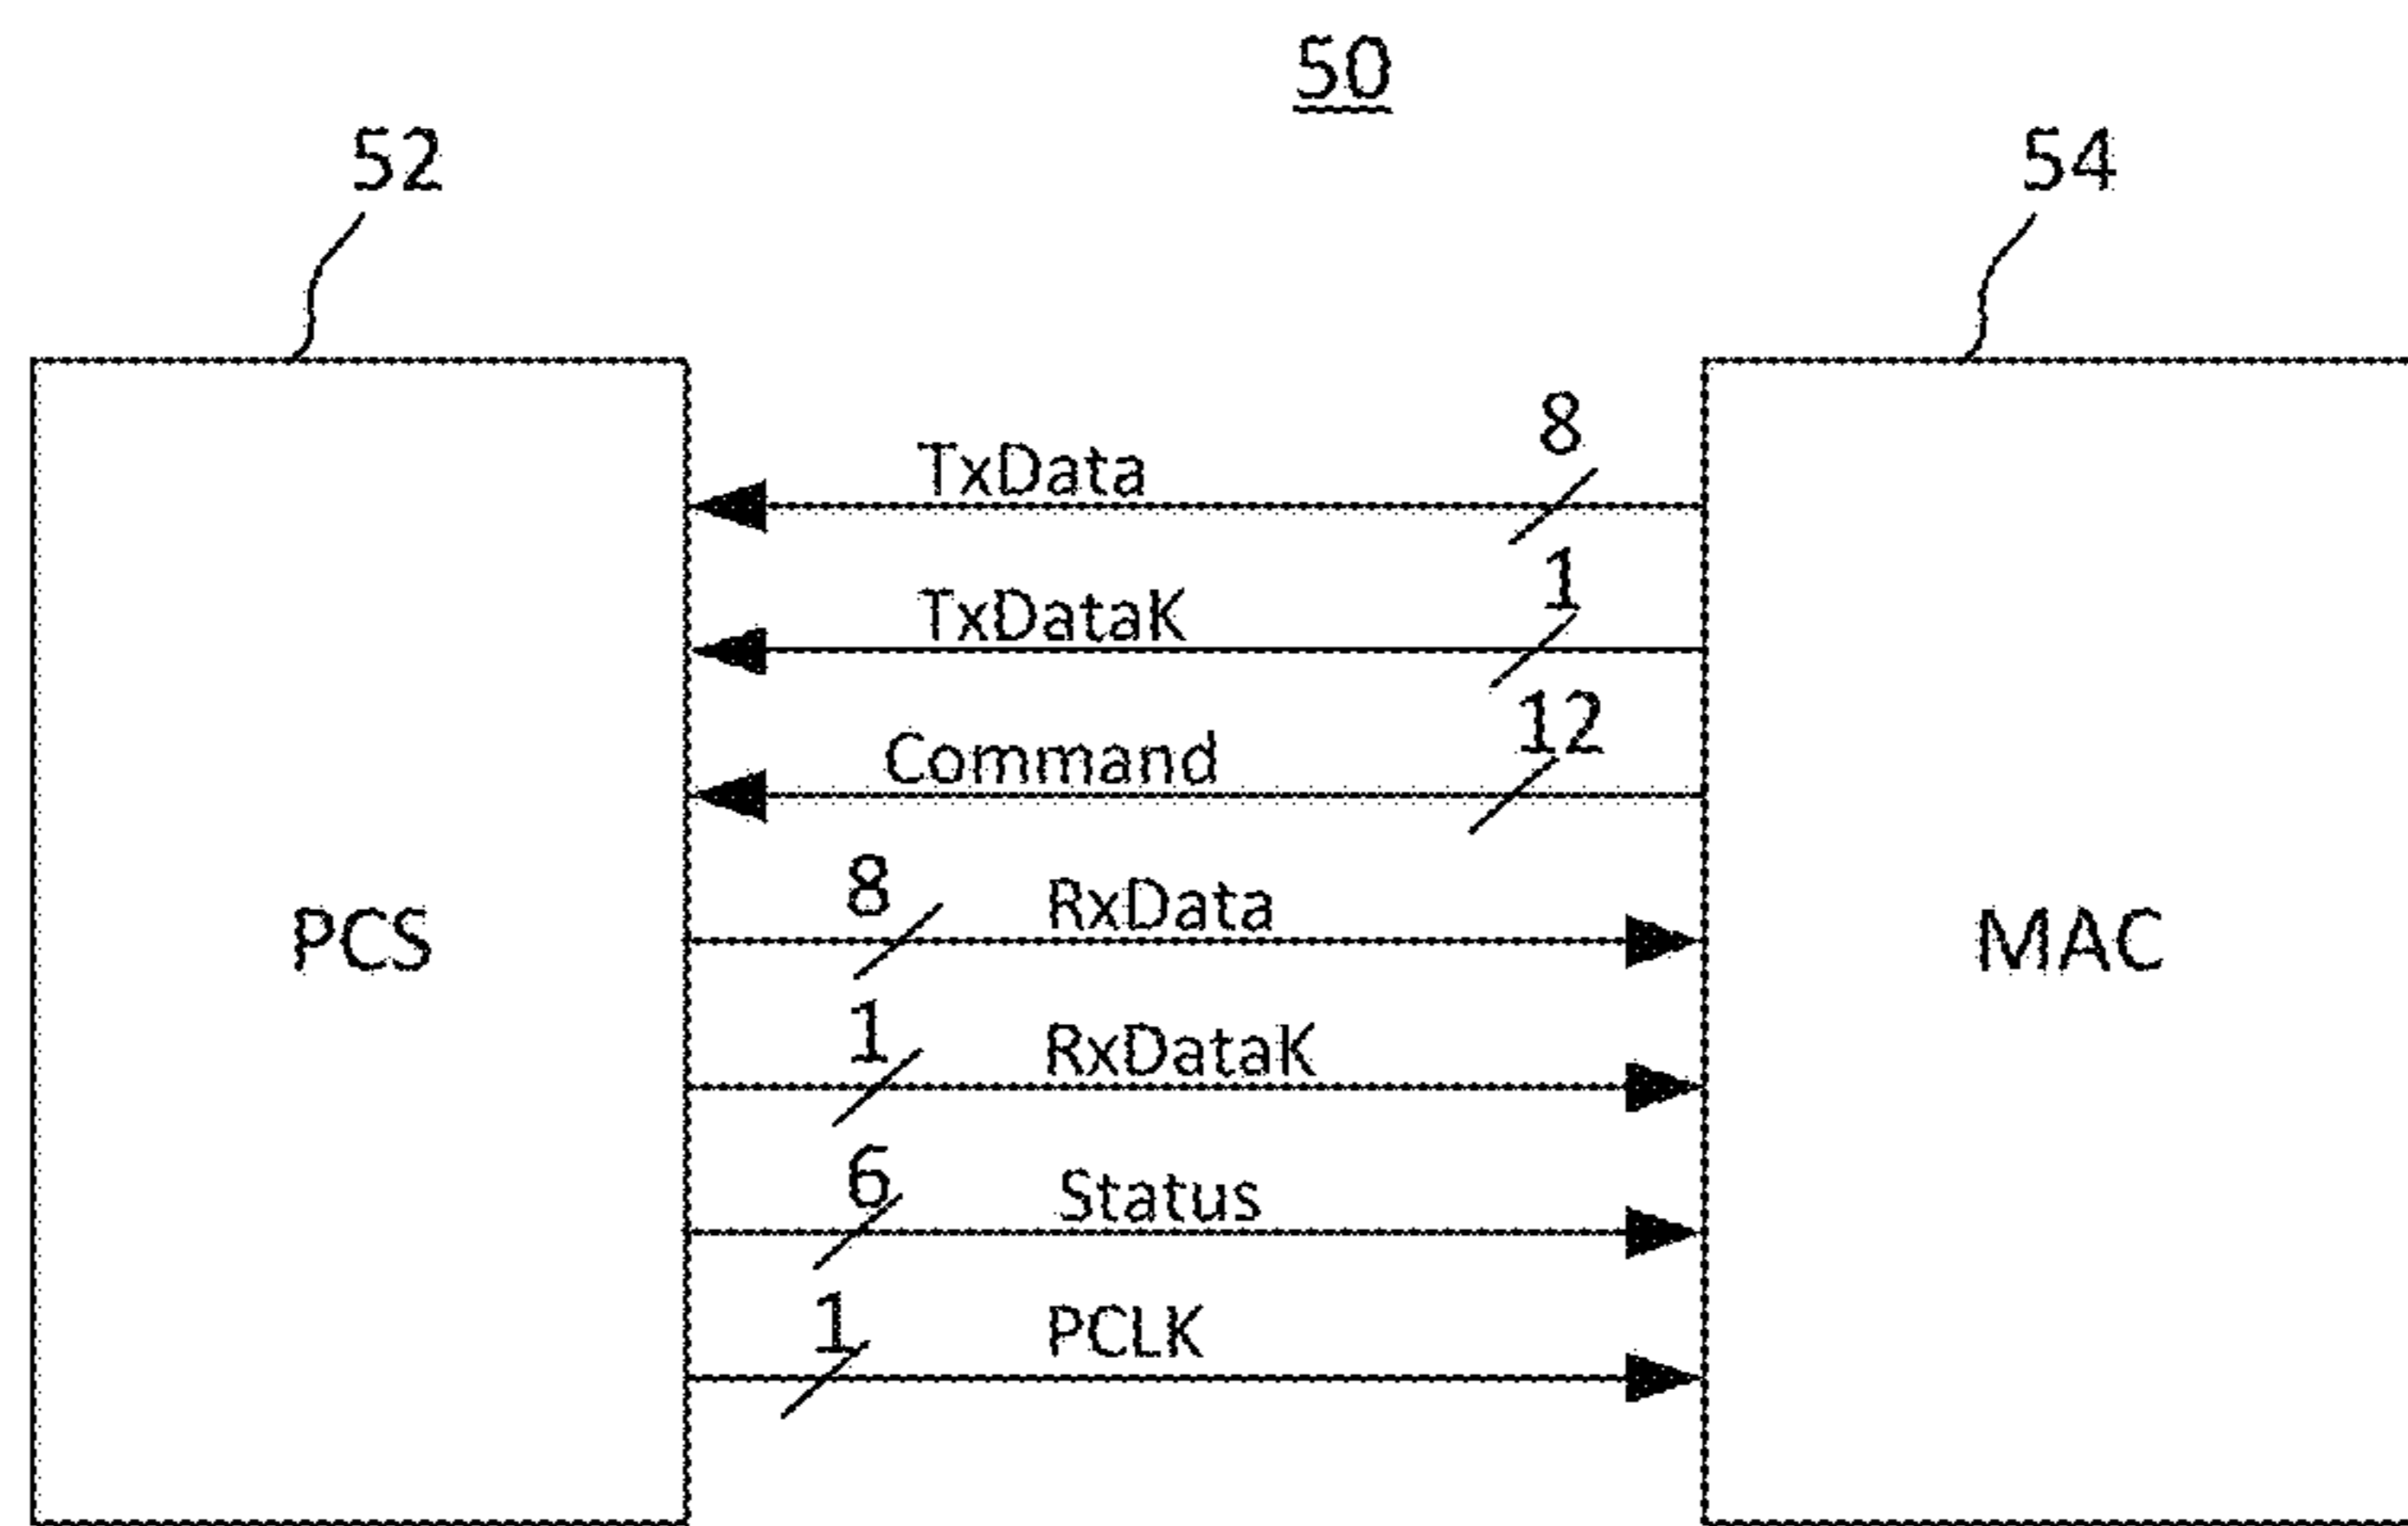 50
52
54
8
TxData
1
TxDataK
12
Command
8
RxData
PCS
MAC
1
RxDataK
6
Status
1
PCLK